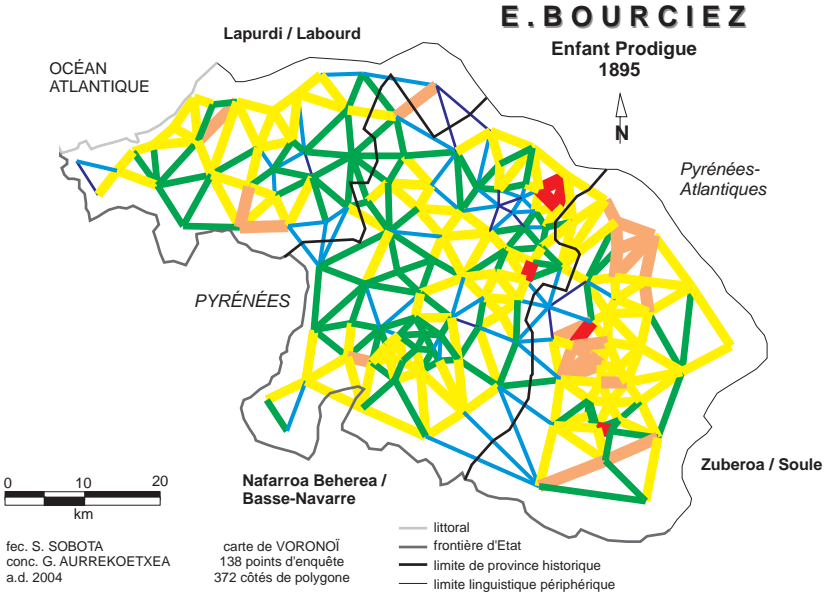 E.BOURCIEZ
Enfant Prodigue
1895
Lapurdi / Labourd
OCÉAN
ATLANTIQUE
N
Pyrénées-
Atlantiques
PYRÉNÉES
Nafarroa Beherea /
Basse-Navarre
Zuberoa / Soule
0 10 20
km
fec. S. SOBOTA
conc. G. AURREKOETXEA
a.d. 2004
carte de VORONOÏ
138 points d'enquête
372 côtés de polygone
littoral
frontière d'Etat
limite de province historique
limite linguistique périphérique